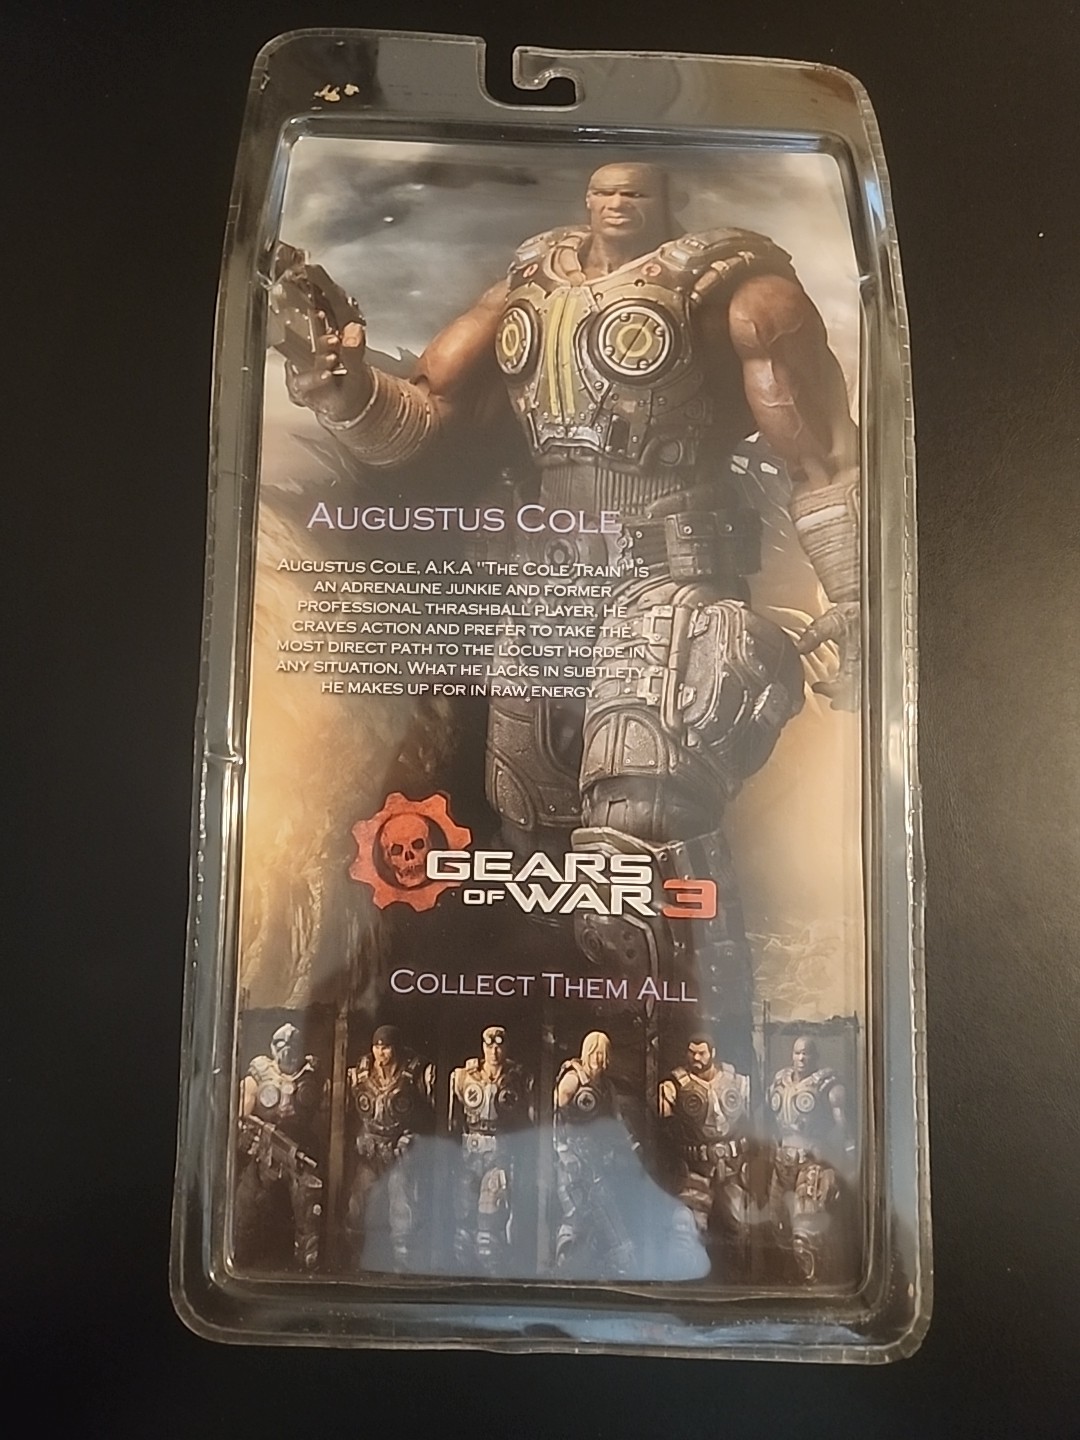 Augustus Cole
Augustus Cole, A.K.A "The Cole Train" is
an adrenaline junkie and former
professional thrashball player. He
craves action and prefer to take the
most direct path to the Locust Horde in
any situation. What he lacks in subtlety
he makes up for in raw energy.
GEARS
OF WAR 3
Collect Them All